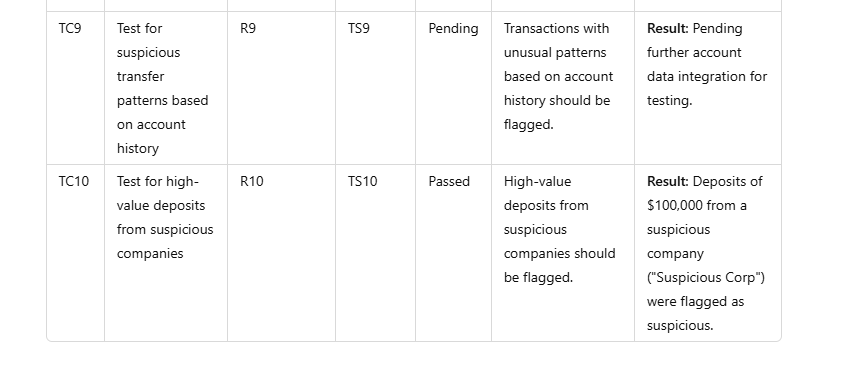 TC9
Test for
suspicious
transfer
patterns based
on account
history
R9
TS9
Pending
Transactions with
unusual patterns
based on account
history should be
flagged.
Result: Pending
further account
data integration for
testing.
TC10
Test for high-
value deposits
from suspicious
companies
R10
TS10
Passed
High-value
deposits from
suspicious
companies should
be flagged.
Result: Deposits of
$100,000 from a
suspicious
company
("Suspicious Corp")
were flagged as
suspicious.